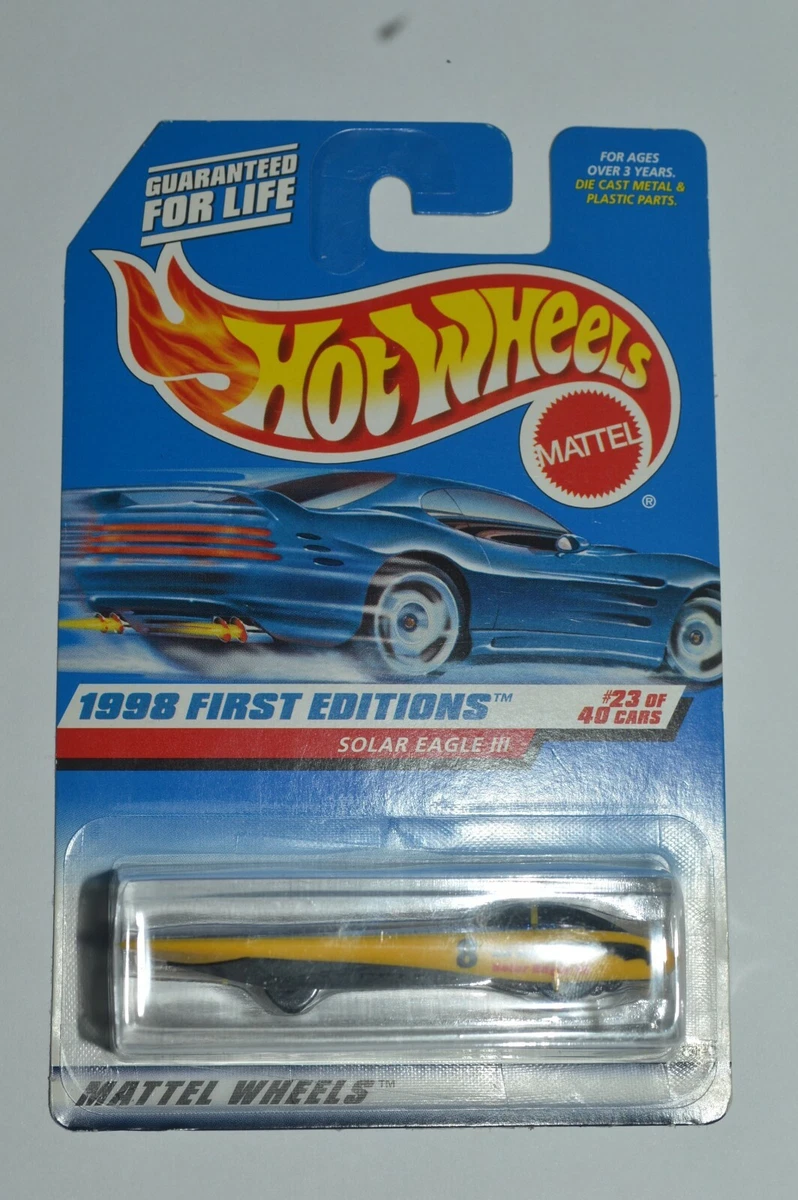 GUARANTEED
FOR LIFE
FOR AGES
OVER 3 YEARS.
DIE CAST METAL &
PLASTIC PARTS.
HOT WHEELS
MATTEL
®
1998 FIRST EDITIONS™
#23 OF
40 CARS
SOLAR EAGLE III
8
MATTEL WHEELS™